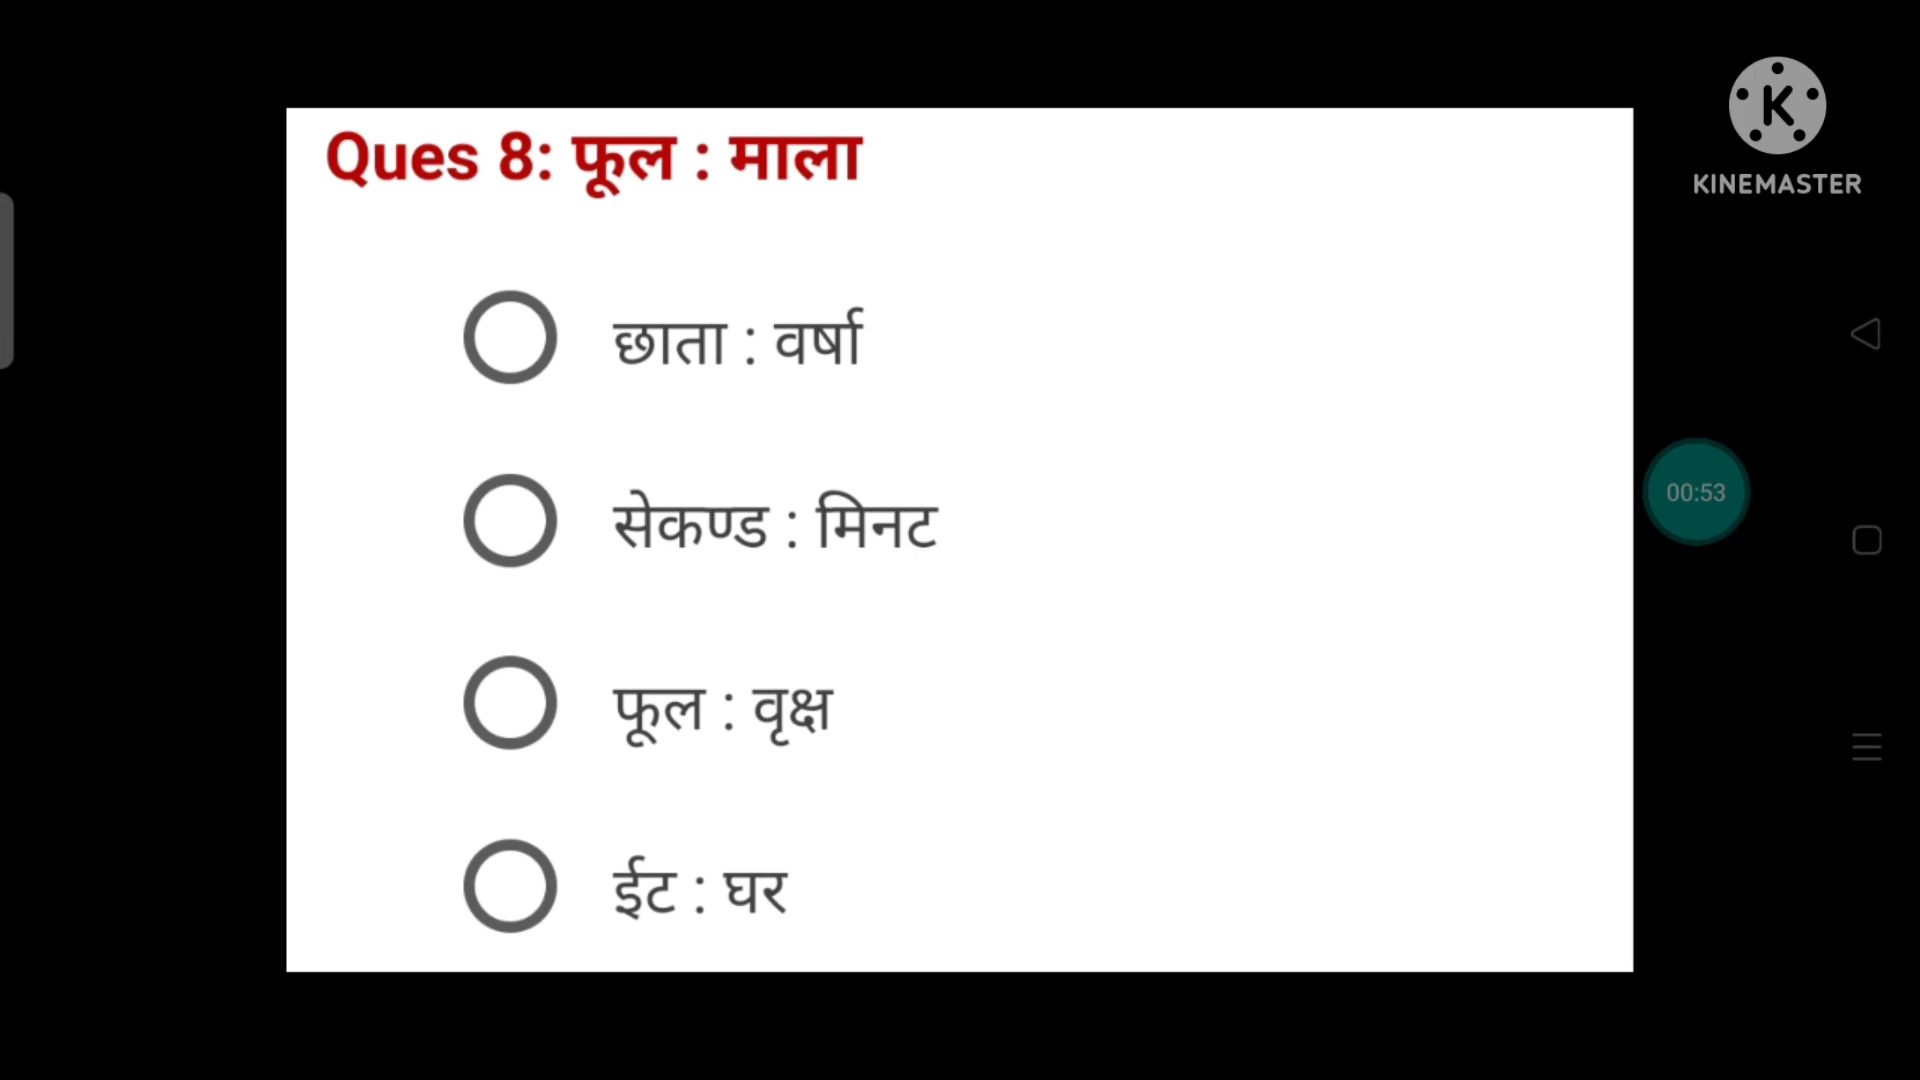 Ques 8: फूल : माला
K
KINEMASTER
छाता : वर्षा
सेकण्ड : मिनट
00:53
फूल : वृक्ष
ईट : घर